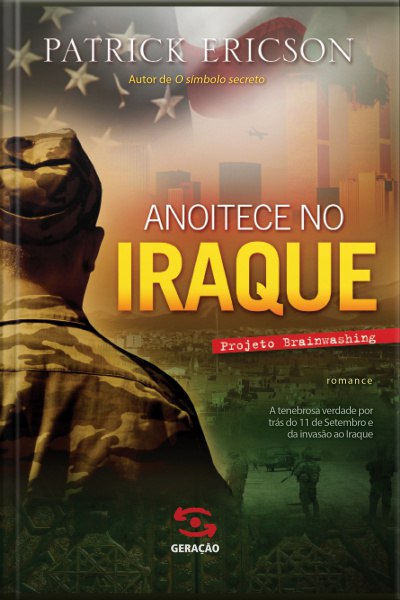 PATRICK ERICSON
Autor de O símbolo secreto
ANOITECE NO
IRAQUE
Projeto Brainwashing
romance
A tenebrosa verdade por
trás do 11 de Setembro e
da invasão ao Iraque
GERAÇÃO